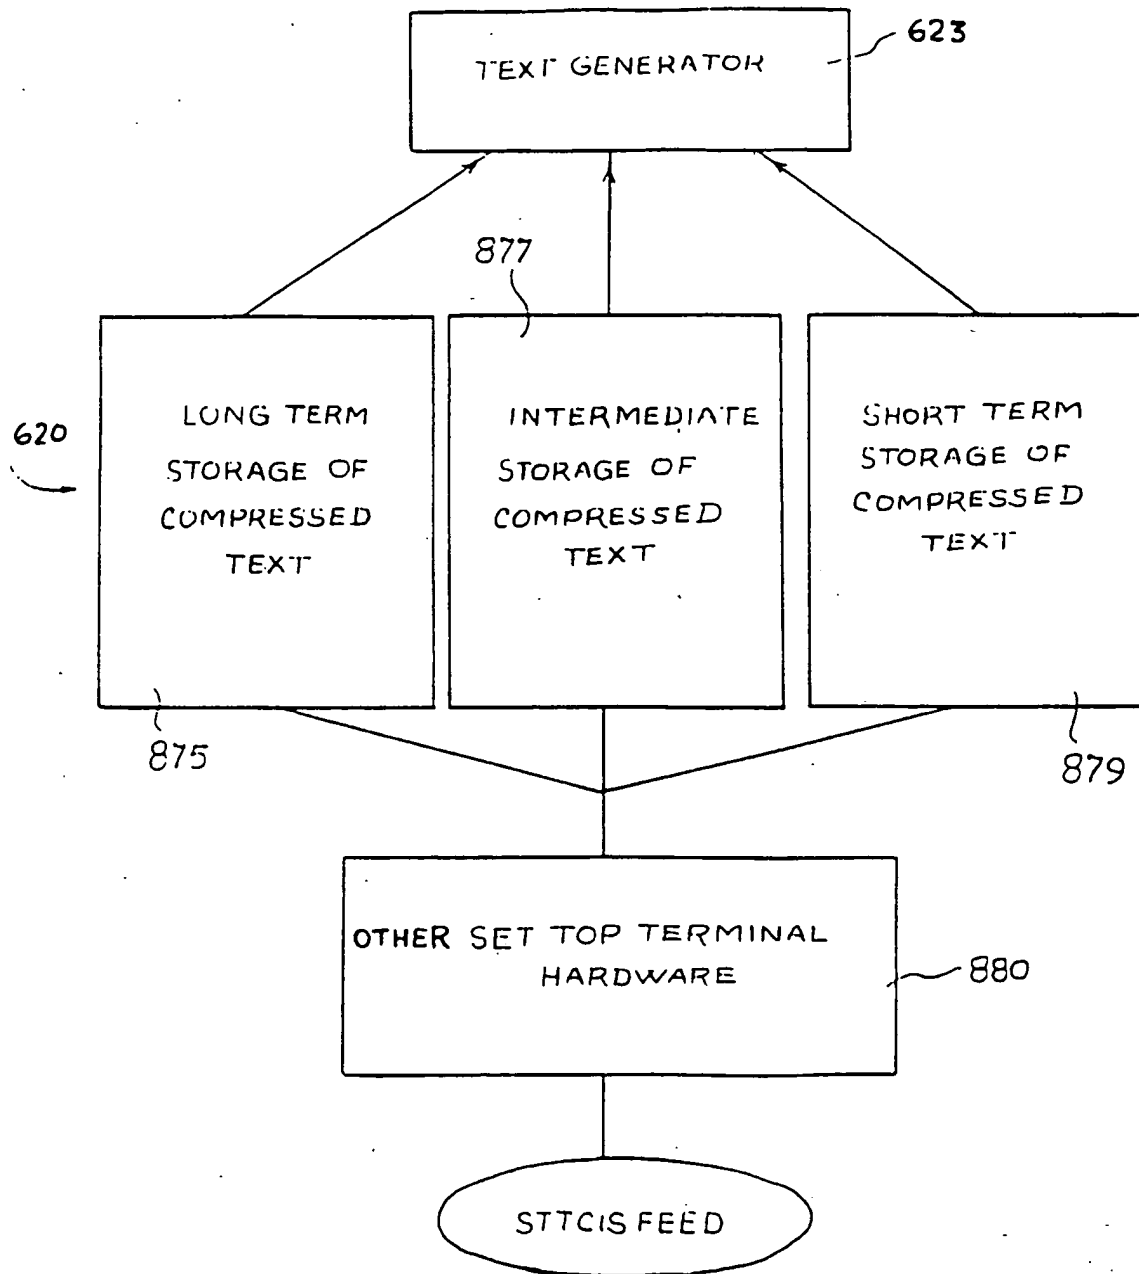 623
TEXT GENERATOR
877
LONG TERM
STORAGE OF
COMPRESSED
TEXT
INTERMEDIATE
STORAGE OF
COMPRESSED
TEXT
SHORT TERM
STORAGE OF
COMPRESSED
TEXT
620
875
879
OTHER SET TOP TERMINAL
HARDWARE
880
STTCIS FEED